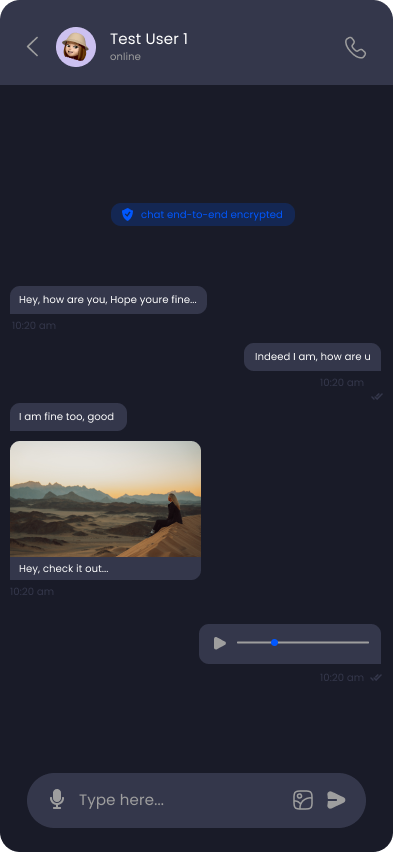 Test User 1
online
chat end-to-end encrypted
Hey, how are you, Hope youre fine...
10:20 am
Indeed I am, how are u
10:20 am
I am fine too, good
Hey, check it out...
10:20 am
10:20 am
Type here...